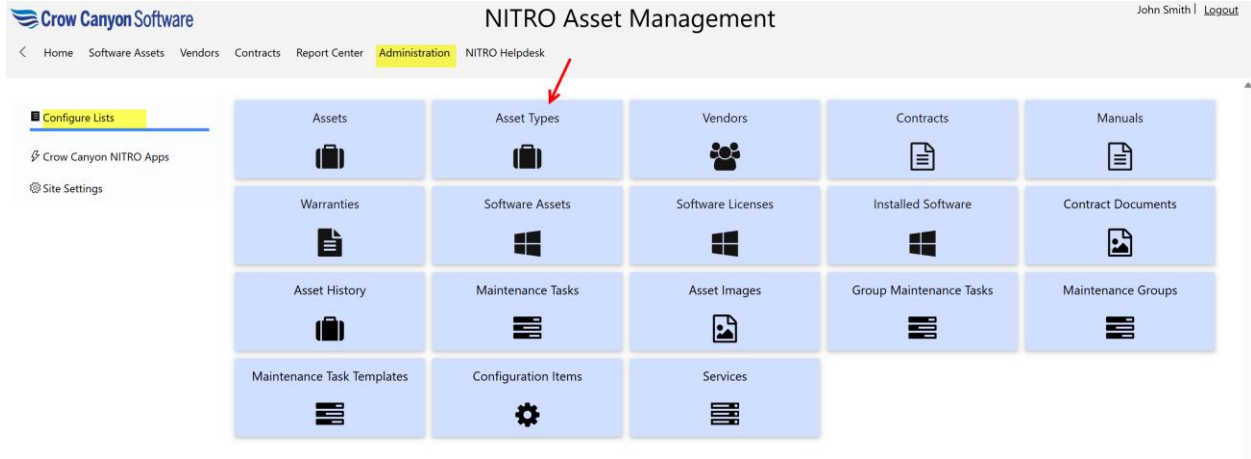 Crow Canyon Software
NITRO Asset Management
John Smith | Logout
Home Software Assets Vendors Contracts Report Center Administration NITRO Helpdesk
Configure Lists
Crow Canyon NITRO Apps
Site Settings
Assets Asset Types Vendors Contracts Manuals
Warranties Software Assets Software Licenses Installed Software Contract Documents
Asset History Maintenance Tasks Asset Images Group Maintenance Tasks Maintenance Groups
Maintenance Task Templates Configuration Items Services